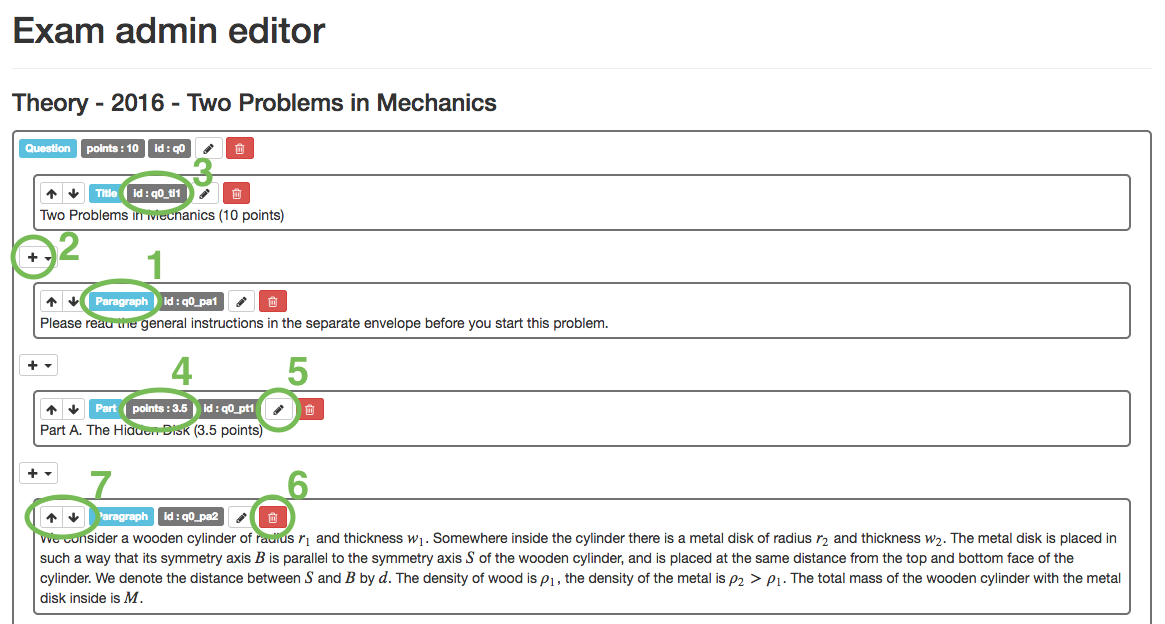 Exam admin editor
Theory - 2016 - Two Problems in Mechanics
Question points : 10 id : q0
3
Title id : q0_ti1
Two Problems in Mechanics (10 points)
2
1
Paragraph id : q0_pa1
Please read the general instructions in the separate envelope before you start this problem.
4 5
Part points : 3.5 id : q0_pt1
Part A. The Hidden Disk (3.5 points)
7 6
Paragraph id : q0_pa2
We consider a wooden cylinder of radius r₁ and thickness w₁. Somewhere inside the cylinder there is a metal disk of radius r₂ and thickness w₂. The metal disk is placed in
such a way that its symmetry axis B is parallel to the symmetry axis S of the wooden cylinder, and is placed at the same distance from the top and bottom face of the
cylinder. We denote the distance between S and B by d. The density of wood is ρ₁, the density of the metal is ρ₂ > ρ₁. The total mass of the wooden cylinder with the metal
disk inside is M.